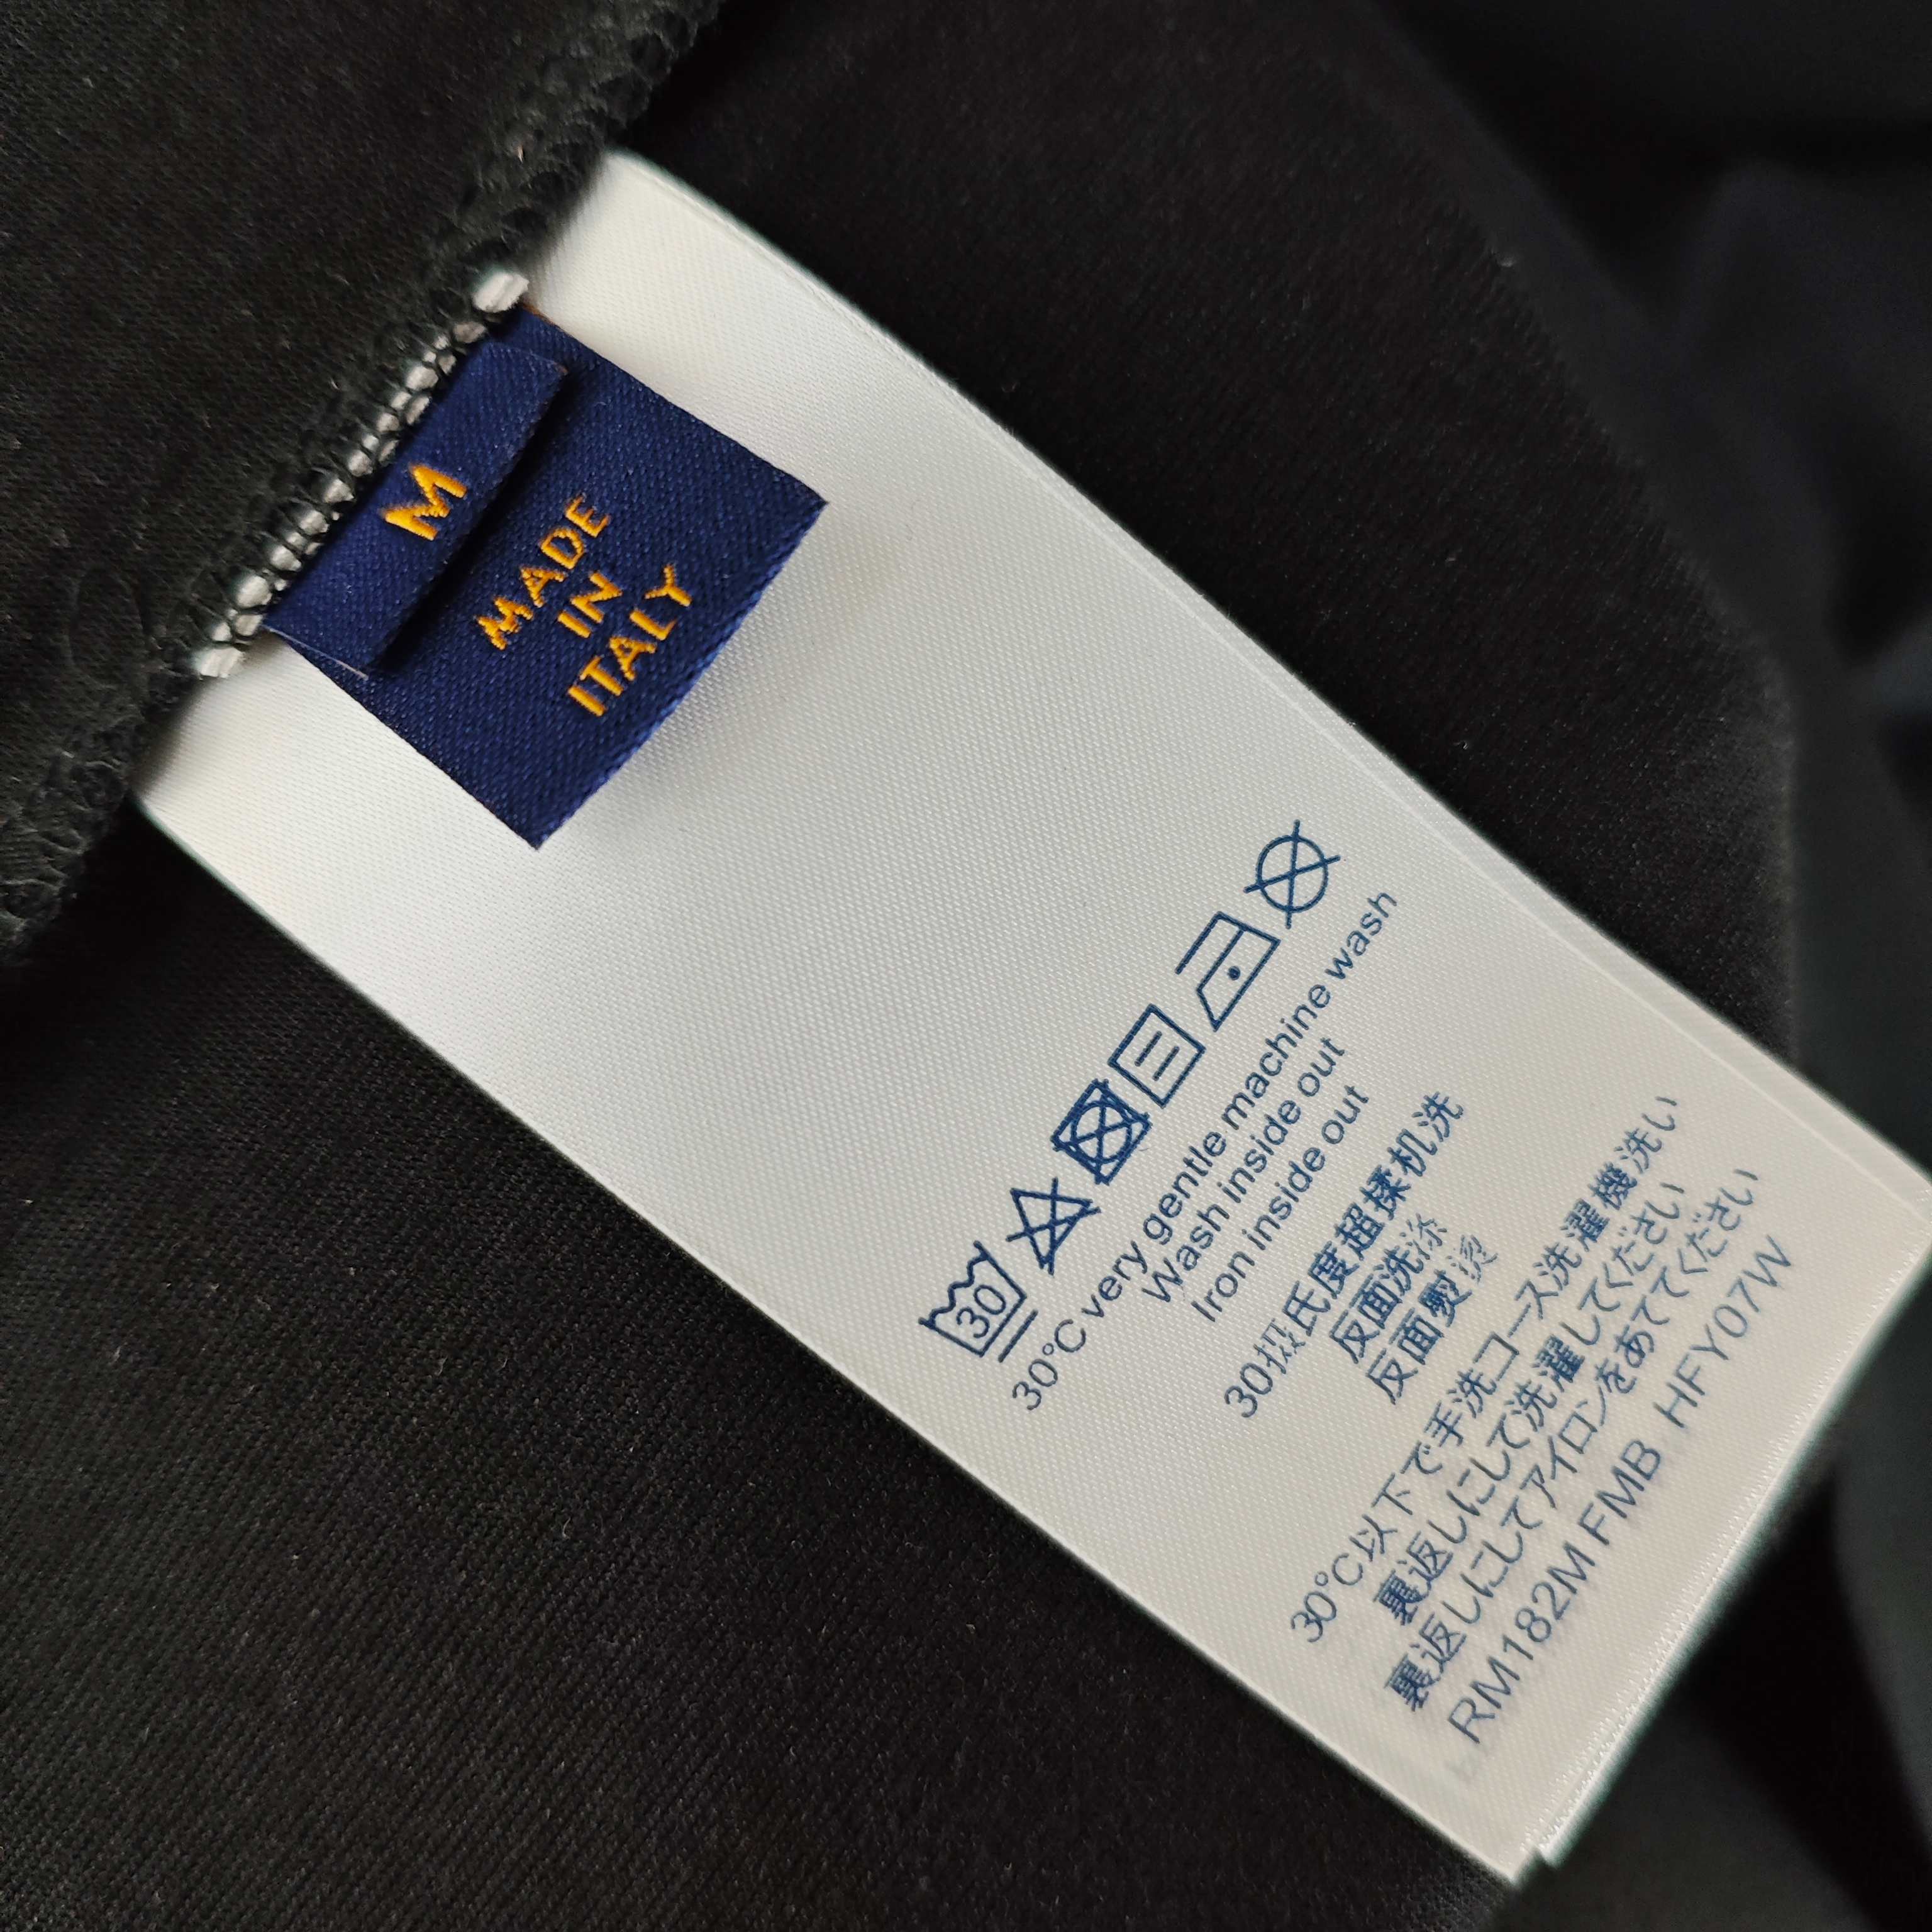 M
MADE
IN
ITALY
30
30°C very gentle machine wash
Wash inside out
Iron inside out
30摄氏度超揉机洗
反面洗涤
反面熨烫
30°C以下で手洗コース洗濯機洗い
裏返しにして洗濯してください
裏返しにしてアイロンをあててください
RM182M FMB HFY07W